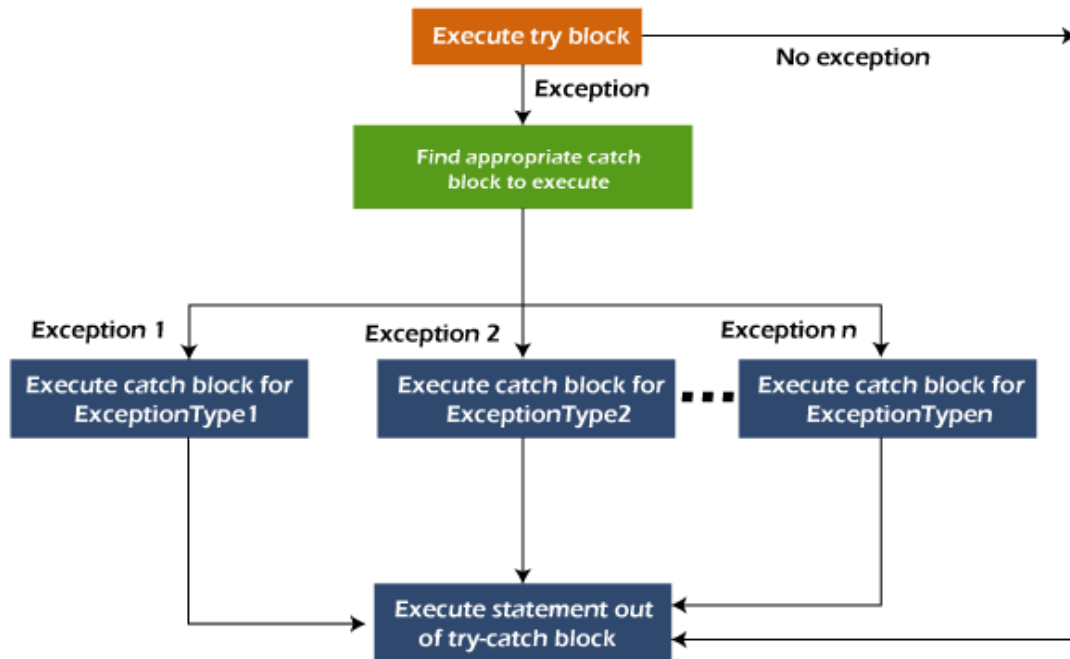 Execute try block
No exception
Exception
Find appropriate catch
block to execute
Exception 1
Exception 2
Exception n
Execute catch block for
ExceptionType1
Execute catch block for
ExceptionType2
Execute catch block for
ExceptionTypen
Execute statement out
of try-catch block